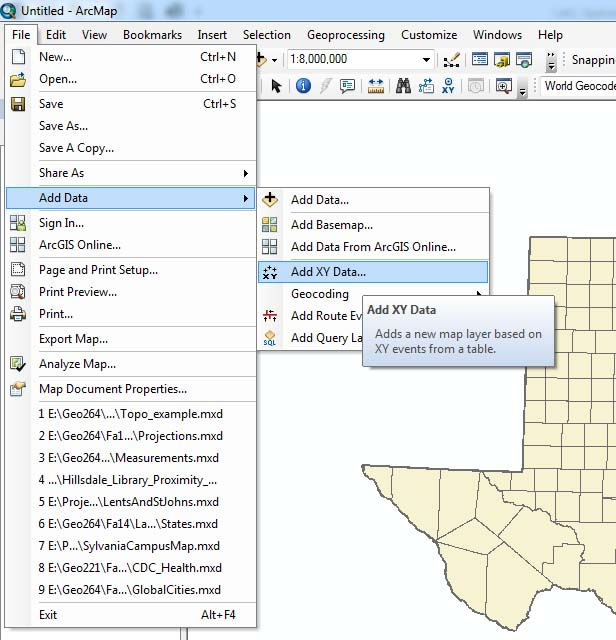 Untitled - ArcMap
File Edit View Bookmarks Insert Selection Geoprocessing Customize Windows Help
New... Ctrl+N
1:8,000,000
Snappin
Open... Ctrl+O
XY
World Geocode
Save Ctrl+S
Save As...
Save A Copy...
Share As
Add Data
Add Data...
Sign In...
Add Basemap...
ArcGIS Online...
Add Data From ArcGIS Online...
Page and Print Setup...
XY Add XY Data...
Print Preview...
Geocoding
Print...
Add Route Ev
Export Map...
SQL Add Query La
Add XY Data
Adds a new map layer based on
XY events from a table.
Analyze Map...
Map Document Properties...
1 E:\Geo264\...\Topo_example.mxd
2 E:\Geo264\Fa1...\Projections.mxd
3 E:\Geo264\...\Measurements.mxd
4 ...\Hillsdale_Library_Proximity_...
5 E:\Proje...\LentsAndStJohns.mxd
6 E:\Geo264\Fa14\La...\States.mxd
7 E:\P...\SylvaniaCampusMap.mxd
8 E:\Geo221\Fa...\CDC_Health.mxd
9 E:\Geo264\Fa...\GlobalCities.mxd
Exit Alt+F4